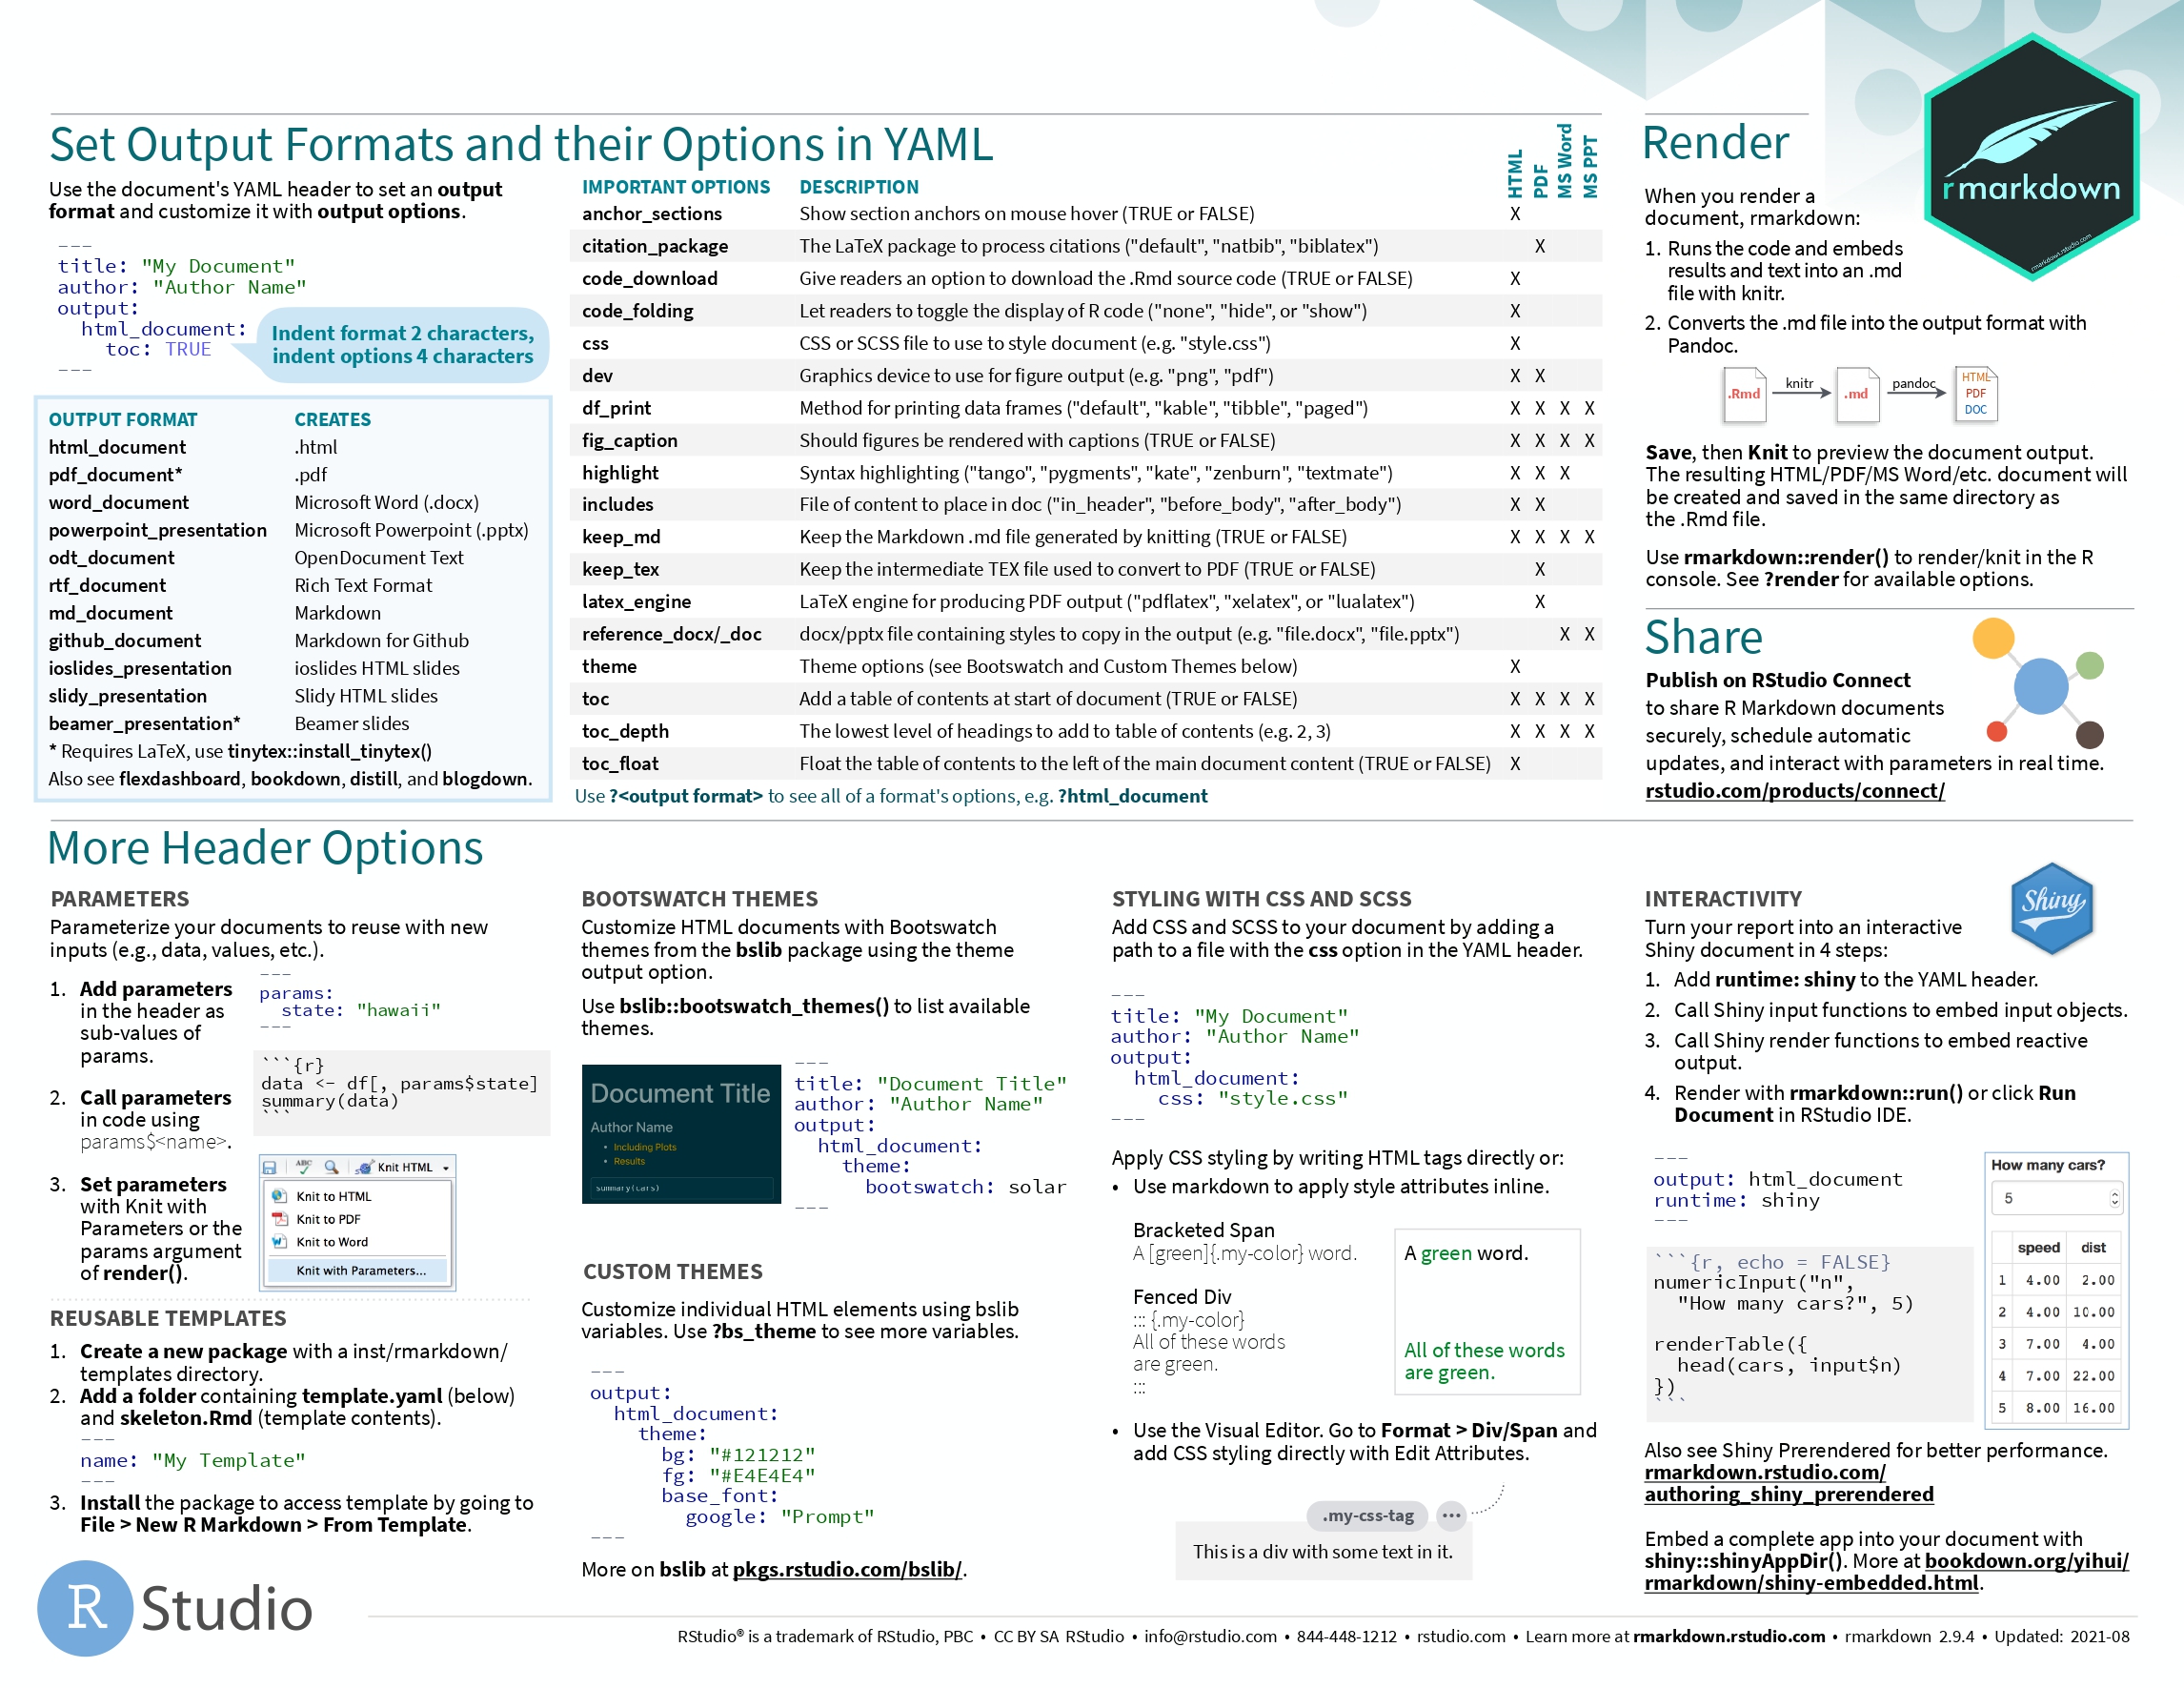 Set Output Formats and their Options in YAML
Use the document's YAML header to set an output
format and customize it with output options.
---
title: "My Document"
author: "Author Name"
output:
  html_document:
    toc: TRUE
---
Indent format 2 characters,
indent options 4 characters
OUTPUT FORMAT CREATES
html_document .html
pdf_document* .pdf
word_document Microsoft Word (.docx)
powerpoint_presentation Microsoft Powerpoint (.pptx)
odt_document OpenDocument Text
rtf_document Rich Text Format
md_document Markdown
github_document Markdown for Github
ioslides_presentation ioslides HTML slides
slidy_presentation Slidy HTML slides
beamer_presentation* Beamer slides
* Requires LaTeX, use tinytex::install_tinytex()
Also see flexdashboard, bookdown, distill, and blogdown.
IMPORTANT OPTIONS DESCRIPTION HTML PDF MS Word MS PPT
anchor_sections Show section anchors on mouse hover (TRUE or FALSE) X
citation_package The LaTeX package to process citations ("default", "natbib", "biblatex") X
code_download Give readers an option to download the .Rmd source code (TRUE or FALSE) X
code_folding Let readers to toggle the display of R code ("none", "hide", or "show") X
css CSS or SCSS file to use to style document (e.g. "style.css") X
dev Graphics device to use for figure output (e.g. "png", "pdf") X X
df_print Method for printing data frames ("default", "kable", "tibble", "paged") X X X X
fig_caption Should figures be rendered with captions (TRUE or FALSE) X X X X
highlight Syntax highlighting ("tango", "pygments", "kate", "zenburn", "textmate") X X X
includes File of content to place in doc ("in_header", "before_body", "after_body") X X
keep_md Keep the Markdown .md file generated by knitting (TRUE or FALSE) X X X X
keep_tex Keep the intermediate TEX file used to convert to PDF (TRUE or FALSE) X
latex_engine LaTeX engine for producing PDF output ("pdflatex", "xelatex", or "lualatex") X
reference_docx/_doc docx/pptx file containing styles to copy in the output (e.g. "file.docx", "file.pptx") X X
theme Theme options (see Bootswatch and Custom Themes below) X
toc Add a table of contents at start of document (TRUE or FALSE) X X X X
toc_depth The lowest level of headings to add to table of contents (e.g. 2, 3) X X X X
toc_float Float the table of contents to the left of the main document content (TRUE or FALSE) X
Use ?<output format> to see all of a format's options, e.g. ?html_document
Render
rmarkdown
rmarkdown.rstudio.com
When you render a
document, rmarkdown:
1. Runs the code and embeds
results and text into an .md
file with knitr.
2. Converts the .md file into the output format with
Pandoc.
.Rmd knitr .md pandoc HTML
PDF
DOC
Save, then Knit to preview the document output.
The resulting HTML/PDF/MS Word/etc. document will
be created and saved in the same directory as
the .Rmd file.
Use rmarkdown::render() to render/knit in the R
console. See ?render for available options.
Share
Publish on RStudio Connect
to share R Markdown documents
securely, schedule automatic
updates, and interact with parameters in real time.
rstudio.com/products/connect/
More Header Options
PARAMETERS
Parameterize your documents to reuse with new
inputs (e.g., data, values, etc.).
1. Add parameters
in the header as
sub-values of
params.
---
params:
  state: "hawaii"
---
2. Call parameters
in code using
params$<name>.
```{r}
data <- df[, params$state]
summary(data)
```
3. Set parameters
with Knit with
Parameters or the
params argument
of render().
ABC Knit HTML
Knit to HTML
Knit to PDF
Knit to Word
Knit with Parameters...
REUSABLE TEMPLATES
1. Create a new package with a inst/rmarkdown/
templates directory.
2. Add a folder containing template.yaml (below)
and skeleton.Rmd (template contents).
---
name: "My Template"
---
3. Install the package to access template by going to
File > New R Markdown > From Template.
BOOTSWATCH THEMES
Customize HTML documents with Bootswatch
themes from the bslib package using the theme
output option.
Use bslib::bootswatch_themes() to list available
themes.
Document Title
Author Name
• Including Plots
• Results
summary(cars)
---
title: "Document Title"
author: "Author Name"
output:
  html_document:
    theme:
      bootswatch: solar
---
CUSTOM THEMES
Customize individual HTML elements using bslib
variables. Use ?bs_theme to see more variables.
---
output:
  html_document:
    theme:
      bg: "#121212"
      fg: "#E4E4E4"
      base_font:
        google: "Prompt"
---
More on bslib at pkgs.rstudio.com/bslib/.
STYLING WITH CSS AND SCSS
Add CSS and SCSS to your document by adding a
path to a file with the css option in the YAML header.
---
title: "My Document"
author: "Author Name"
output:
  html_document:
    css: "style.css"
---
Apply CSS styling by writing HTML tags directly or:
• Use markdown to apply style attributes inline.
Bracketed Span
A [green]{.my-color} word.
A green word.
Fenced Div
::: {.my-color}
All of these words
are green.
:::
All of these words
are green.
• Use the Visual Editor. Go to Format > Div/Span and
add CSS styling directly with Edit Attributes.
.my-css-tag ...
This is a div with some text in it.
INTERACTIVITY
Shiny
Turn your report into an interactive
Shiny document in 4 steps:
1. Add runtime: shiny to the YAML header.
2. Call Shiny input functions to embed input objects.
3. Call Shiny render functions to embed reactive
output.
4. Render with rmarkdown::run() or click Run
Document in RStudio IDE.
---
output: html_document
runtime: shiny
---
```{r, echo = FALSE}
numericInput("n",
  "How many cars?", 5)
renderTable({
  head(cars, input$n)
})
```
How many cars?
5
speed dist
1 4.00 2.00
2 4.00 10.00
3 7.00 4.00
4 7.00 22.00
5 8.00 16.00
Also see Shiny Prerendered for better performance.
rmarkdown.rstudio.com/
authoring_shiny_prerendered
Embed a complete app into your document with
shiny::shinyAppDir(). More at bookdown.org/yihui/
rmarkdown/shiny-embedded.html.
R Studio
RStudio® is a trademark of RStudio, PBC • CC BY SA RStudio • info@rstudio.com • 844-448-1212 • rstudio.com • Learn more at rmarkdown.rstudio.com • rmarkdown 2.9.4 • Updated: 2021-08